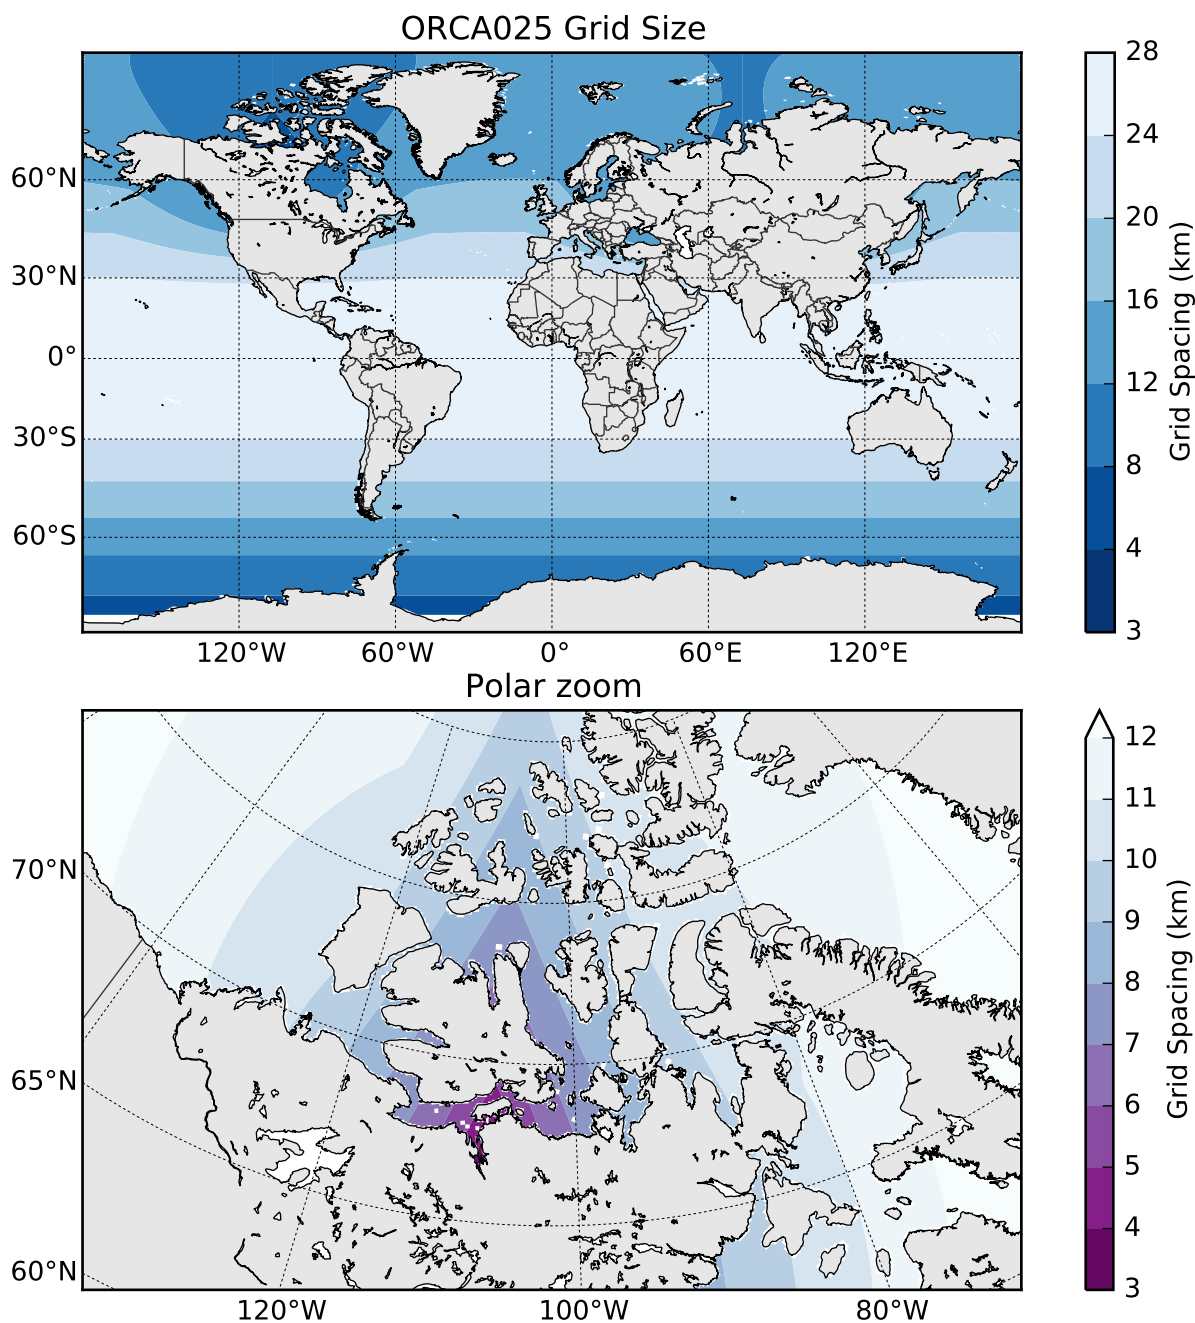 ORCA025 Grid Size
60°N
30°N
0°
30°S
60°S
120°W 60°W 0° 60°E 120°E
28
24
20
16
12
8
4
3
Grid Spacing (km)
Polar zoom
70°N
65°N
60°N
120°W 100°W 80°W
12
11
10
9
8
7
6
5
4
3
Grid Spacing (km)